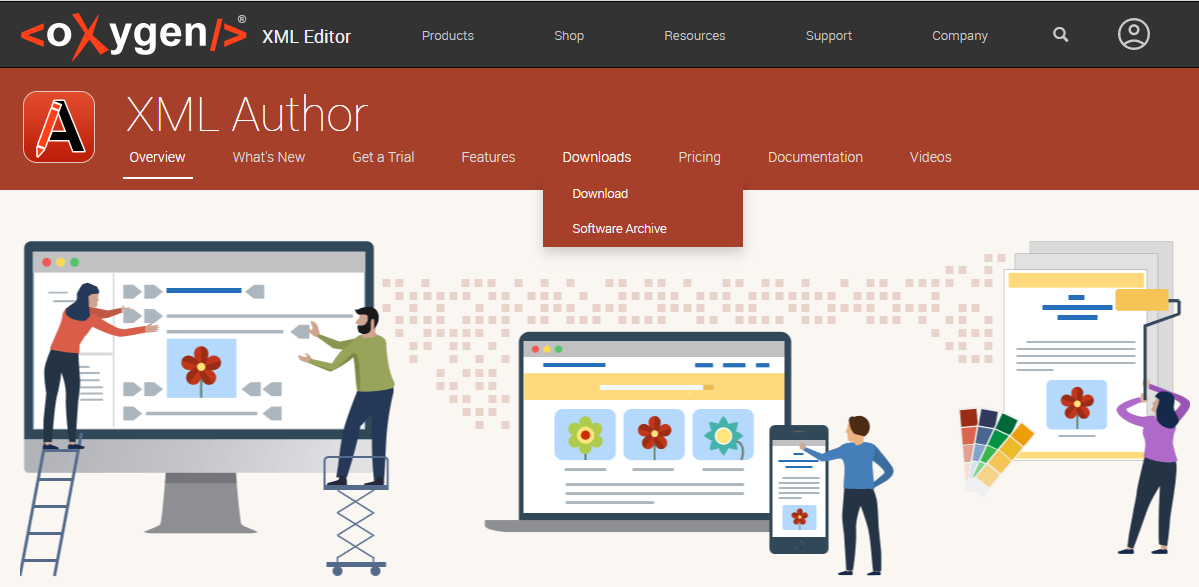 <oXygen/>® XML Editor Products Shop Resources Support Company
XML Author
Overview What's New Get a Trial Features Downloads Pricing Documentation Videos
Download
Software Archive
A